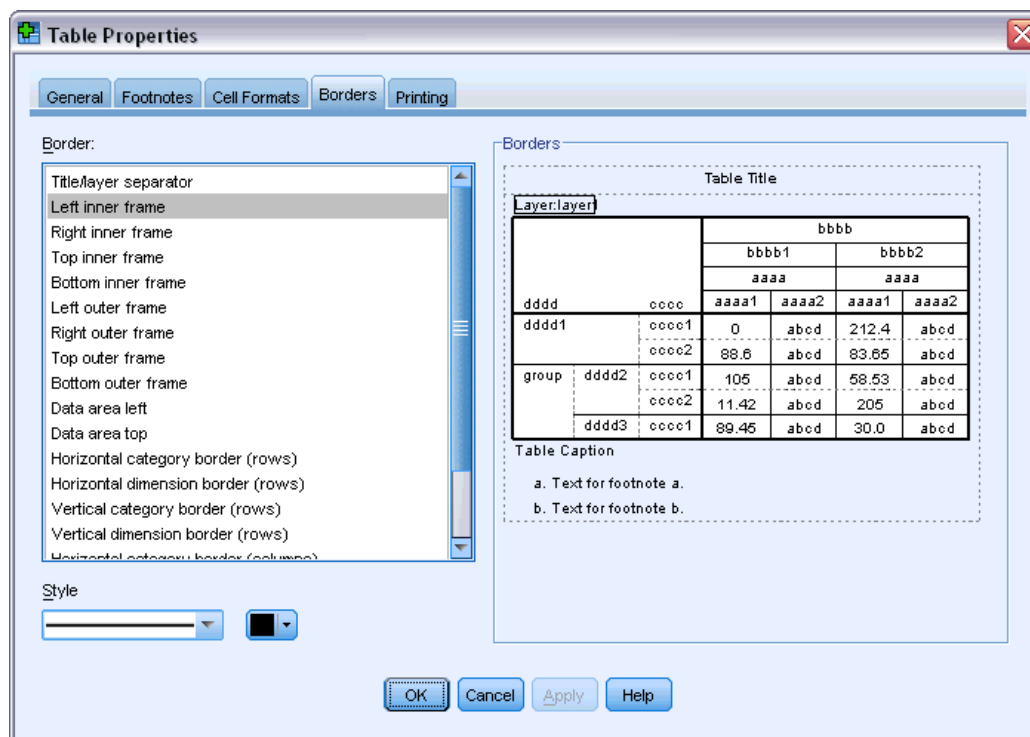 Table Properties
General Footnotes Cell Formats Borders Printing
Border:
Title/layer separator
Left inner frame
Right inner frame
Top inner frame
Bottom inner frame
Left outer frame
Right outer frame
Top outer frame
Bottom outer frame
Data area left
Data area top
Horizontal category border (rows)
Horizontal dimension border (rows)
Vertical category border (rows)
Vertical dimension border (rows)
Horizontal category border (columns)
Style
Borders
Table Title
Layer:layer1
bbbb
bbbb1 bbbb2
aaaa aaaa
dddd cccc aaaa1 aaaa2 aaaa1 aaaa2
dddd1 cccc1 0 abcd 212.4 abcd
cccc2 88.6 abcd 83.65 abcd
group dddd2 cccc1 105 abcd 58.53 abcd
cccc2 11.42 abcd 205 abcd
dddd3 cccc1 89.45 abcd 30.0 abcd
Table Caption
a. Text for footnote a.
b. Text for footnote b.
OK Cancel Apply Help